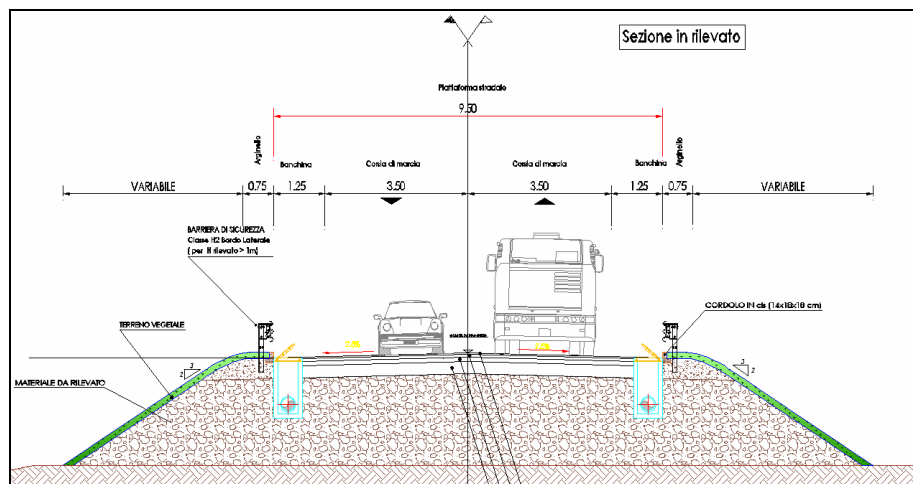 Sezione in rilevato
Piattaforma stradale
9.50
Arginello
Banchina
Corsia di marcia
Corsia di marcia
Banchina
Arginello
VARIABILE
0.75
1.25
3.50
3.50
1.25
0.75
VARIABILE
BARRIERA DI SICUREZZA
Classe H2 Bordo Laterale
( per H rilevato > 1m)
CORDOLO IN cls (14x18x18 cm)
TERRENO VEGETALE
MATERIALE DA RILEVATO
3
2
3
2